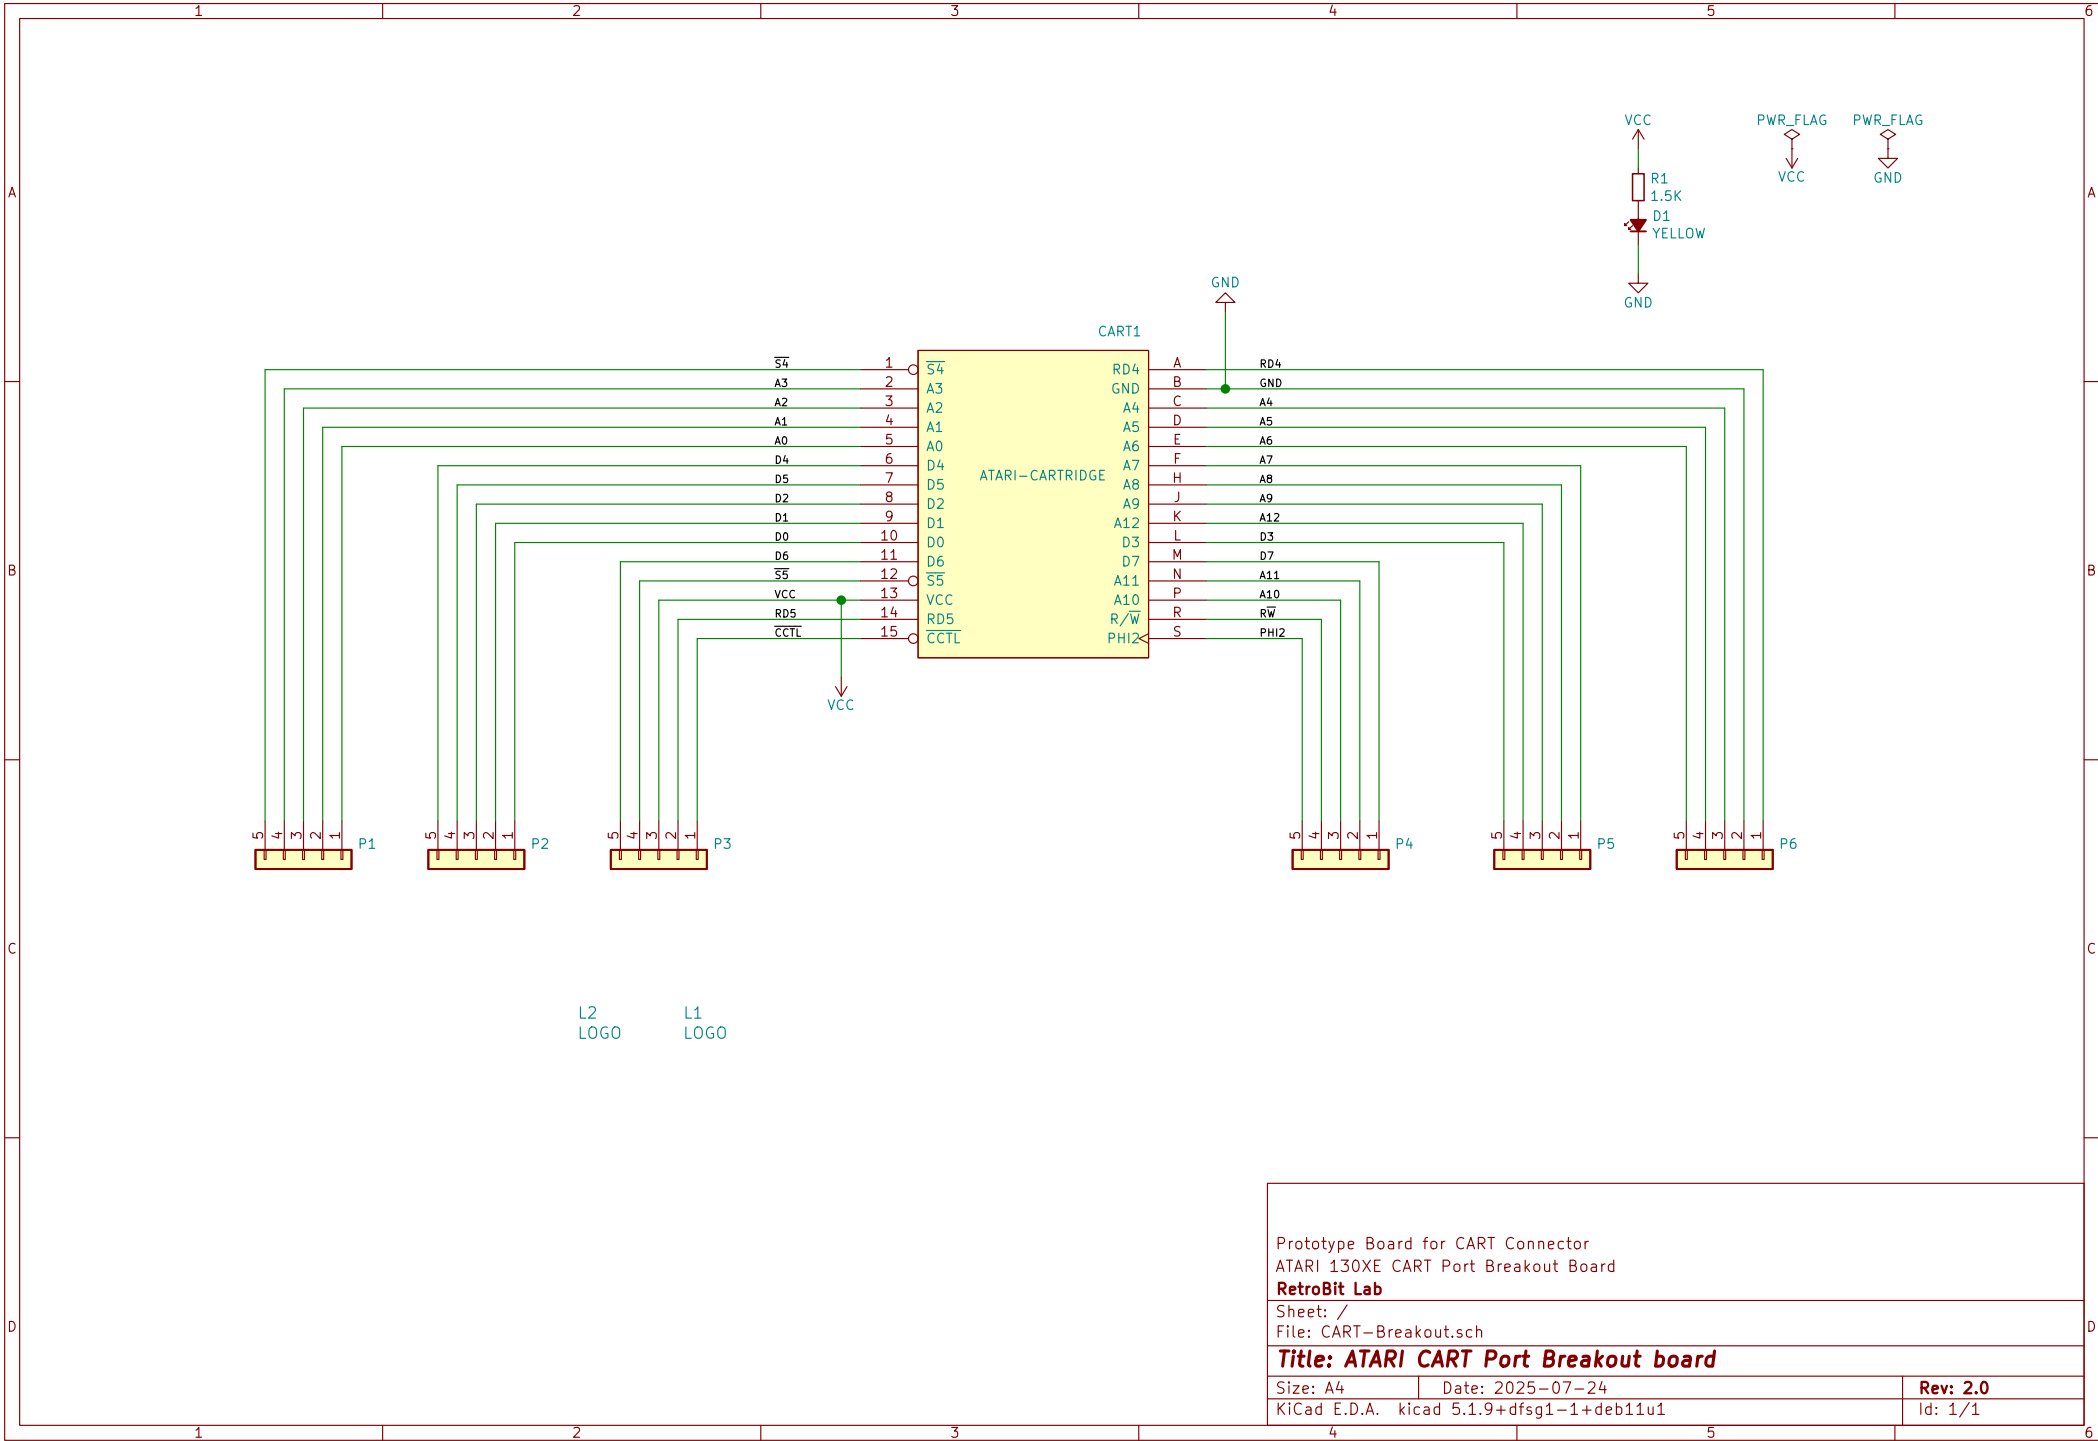 1 2 3 4 5 6
VCC PWR_FLAG PWR_FLAG
A R1 VCC GND A
1.5K
D1
YELLOW
GND
GND
CART1
S4 1 S4 RD4 A RD4
A3 2 A3 GND B GND
A2 3 A2 A4 C A4
A1 4 A1 A5 D A5
A0 5 A0 A6 E A6
D4 6 D4 A7 F A7
ATARI-CARTRIDGE
D5 7 D5 A8 H A8
D2 8 D2 A9 J A9
D1 9 D1 A12 K A12
D0 10 D0 D3 L D3
D6 11 D6 D7 M D7
B B
S5 12 S5 A11 N A11
VCC 13 VCC A10 P A10
RD5 14 RD5 R/W R RW
CCTL 15 CCTL PHI2 S PHI2
VCC
5 4 3 2 1 P1 5 4 3 2 1 P2 5 4 3 2 1 P3 5 4 3 2 1 P4 5 4 3 2 1 P5 5 4 3 2 1 P6
C C
L2 L1
LOGO LOGO
Prototype Board for CART Connector
ATARI 130XE CART Port Breakout Board
RetroBit Lab
Sheet: /
D D
File: CART-Breakout.sch
Title: ATARI CART Port Breakout board
Size: A4 Date: 2025-07-24 Rev: 2.0
KiCad E.D.A. kicad 5.1.9+dfsg1-1+deb11u1 Id: 1/1
1 2 3 4 5 6